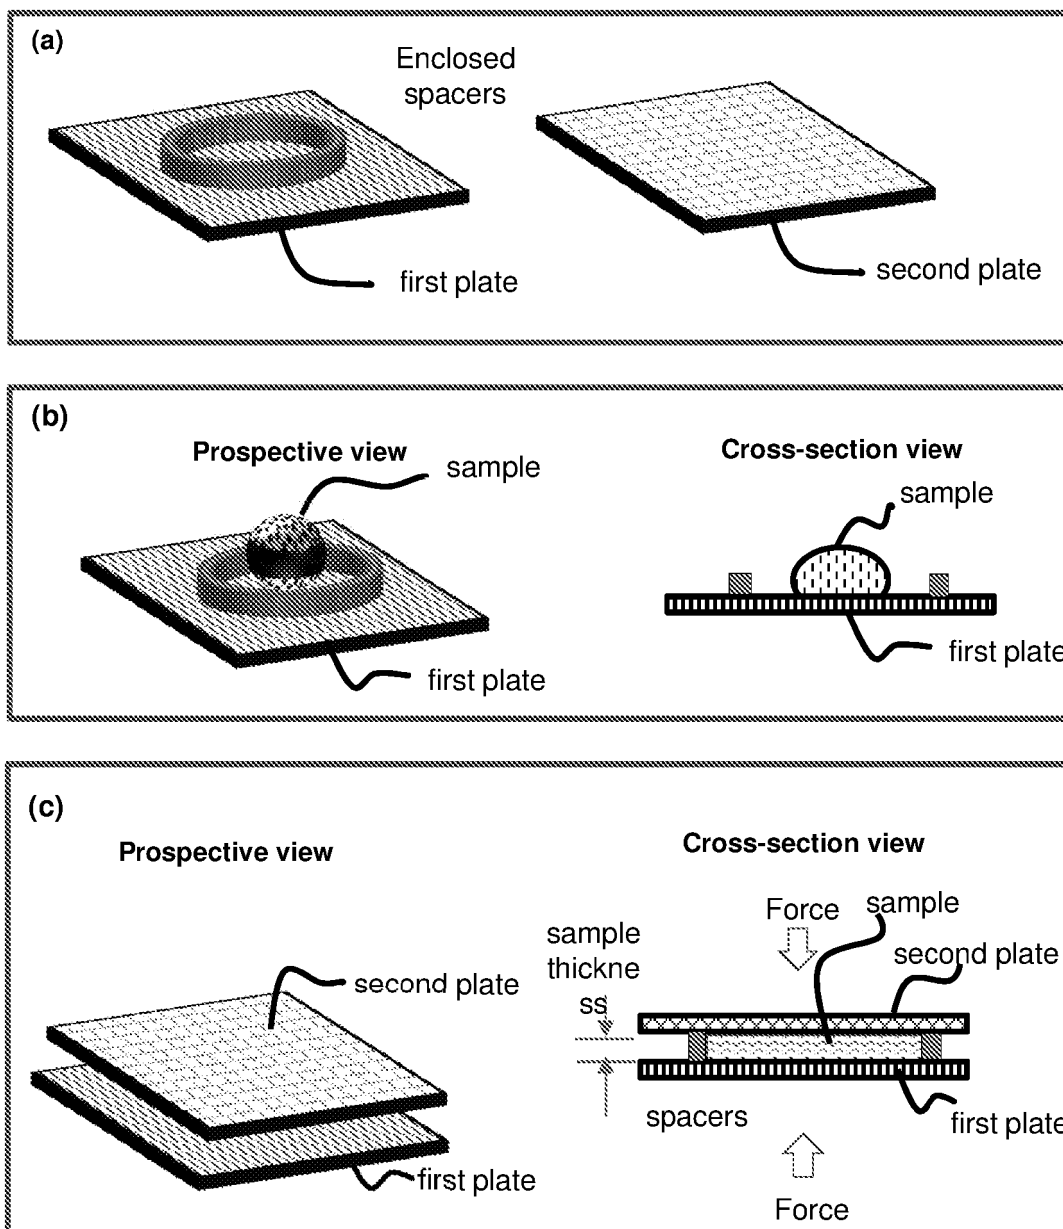 (a)
Enclosed
spacers
first plate
second plate
(b)
Prospective view
sample
first plate
Cross-section view
sample
first plate
(c)
Prospective view
second plate
first plate
Cross-section view
Force
sample
sample
thickne
ss
second plate
spacers
first plate
Force